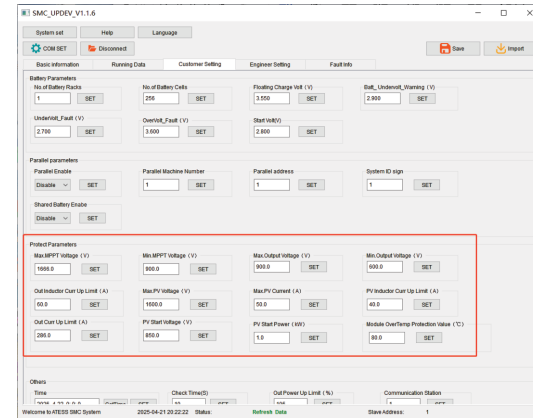 SMC_UPDEV_V1.1.6
System set Help Language
COM SET Disconnect Save Import
Basic Information Running Data Customer Setting Engineer Setting Fault Info
Battery Parameters
No.of Battery Racks No.of Battery Cells Floating Charge Volt (V) Batt_ Undervolt_Warning (V)
1 SET 256 SET 3.550 SET 2.900 SET
UnderVolt_Fault (V) OverVolt_Fault (V) Start Volt(V)
2.700 SET 3.600 SET 2.800 SET
Parallel parameters
Parallel Enable Parallel Machine Number Parallel address System ID sign
Disable SET 1 SET 1 SET 1 SET
Shared Battery Enabe
Disable SET
Protect Parameters
Max.MPPT Voltage (V) Min.MPPT Voltage (V) Max.Output Voltage (V) Min.Output Voltage (V)
1666.0 SET 900.0 SET 900.0 SET 600.0 SET
Out Inductor Curr Up Limit (A) Max.PV Voltage (V) Max.PV Current (A) PV Inductor Curr Up Limit (A)
60.0 SET 1600.0 SET 50.0 SET 40.0 SET
Out Curr Up Limit (A) PV Start Voltage (V) PV Start Power (kW) Module OverTemp Protection Value (℃)
286.0 SET 850.0 SET 1.0 SET 80.0 SET
Others
Time Check Time(S) Out Power Up Limit (%) Communication Station
SET SET SET SET
Welcome to ATESS SMC System 2025-04-21 20:22:22 Status: Refresh Data Slave Address: 1